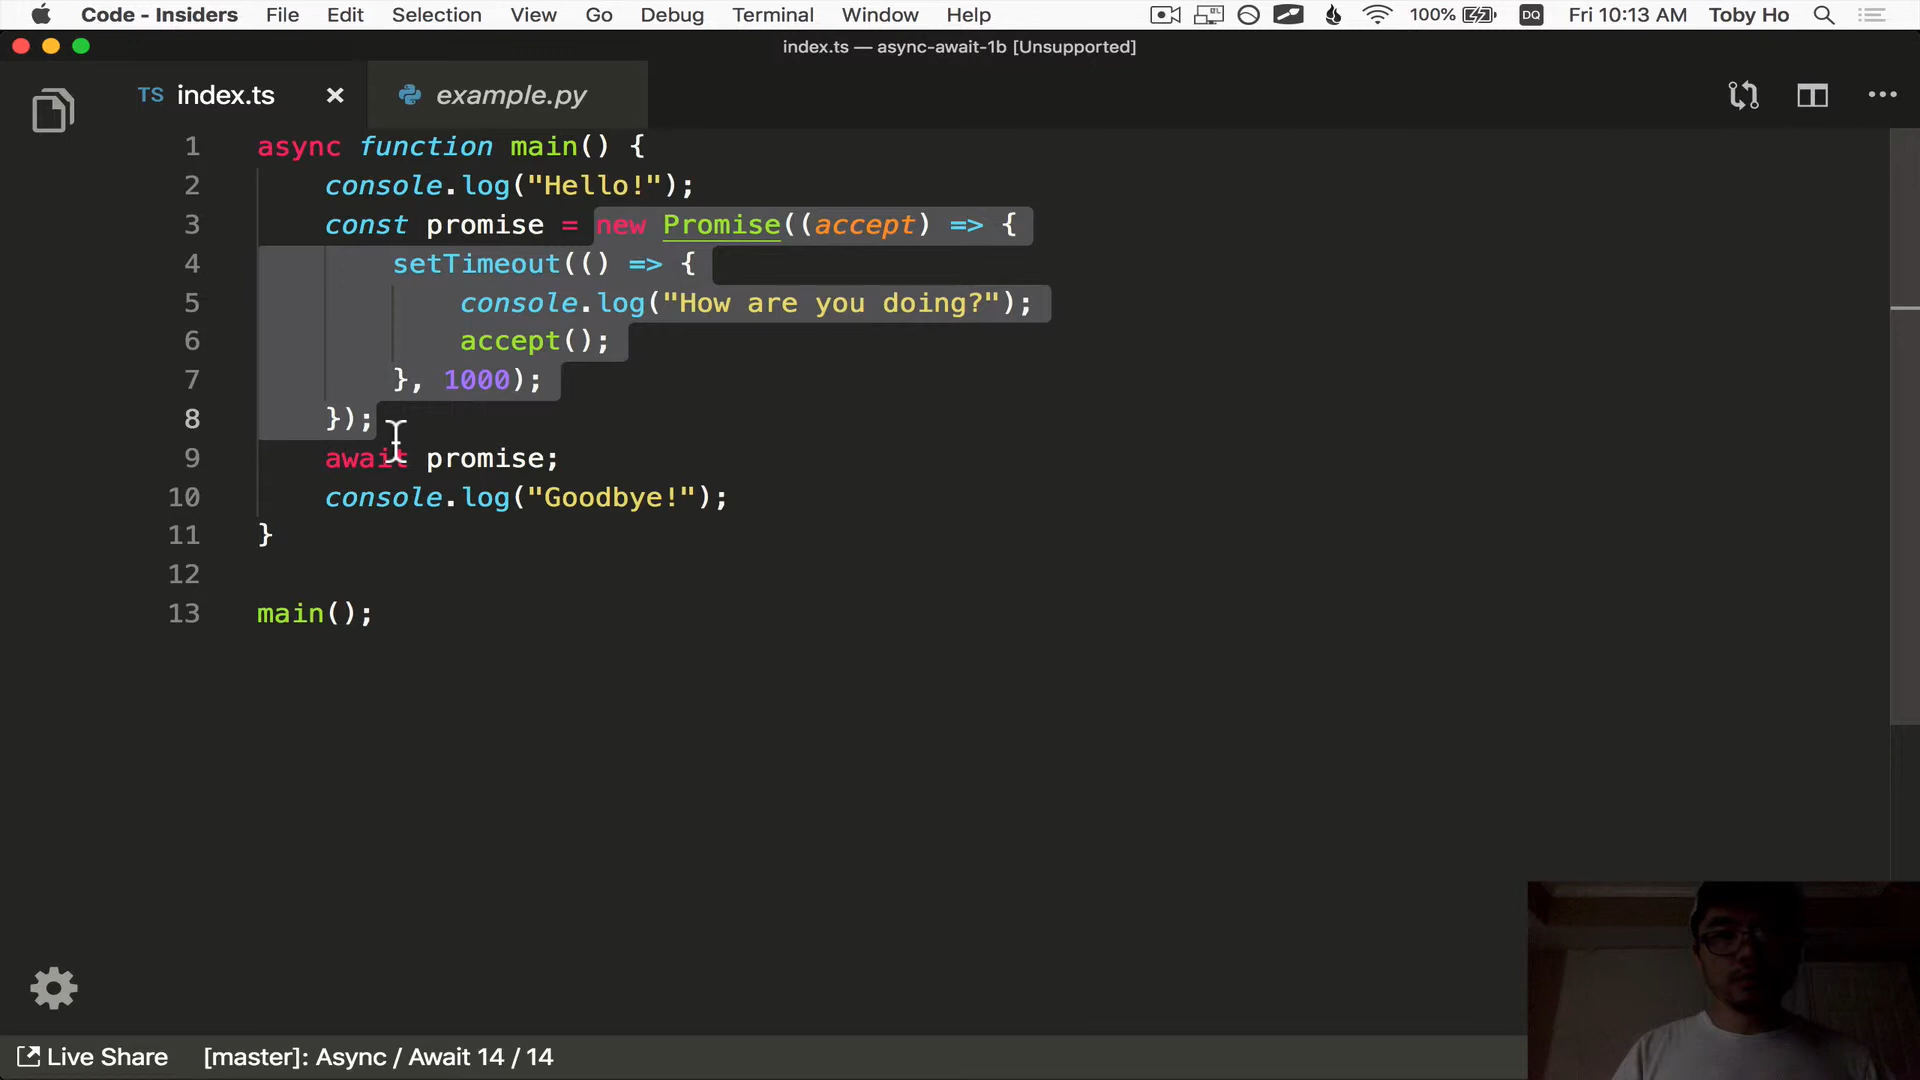 Code - Insiders File Edit Selection View Go Debug Terminal Window Help 100% DQ Fri 10:13 AM Toby Ho
index.ts — async-await-1b [Unsupported]
TS index.ts example.py
1 async function main() {
2 console.log("Hello!");
3 const promise = new Promise((accept) => {
4 setTimeout(() => {
5 console.log("How are you doing?");
6 accept();
7 }, 1000);
8 });
9 await promise;
10 console.log("Goodbye!");
11 }
12
13 main();
Live Share [master]: Async / Await 14 / 14